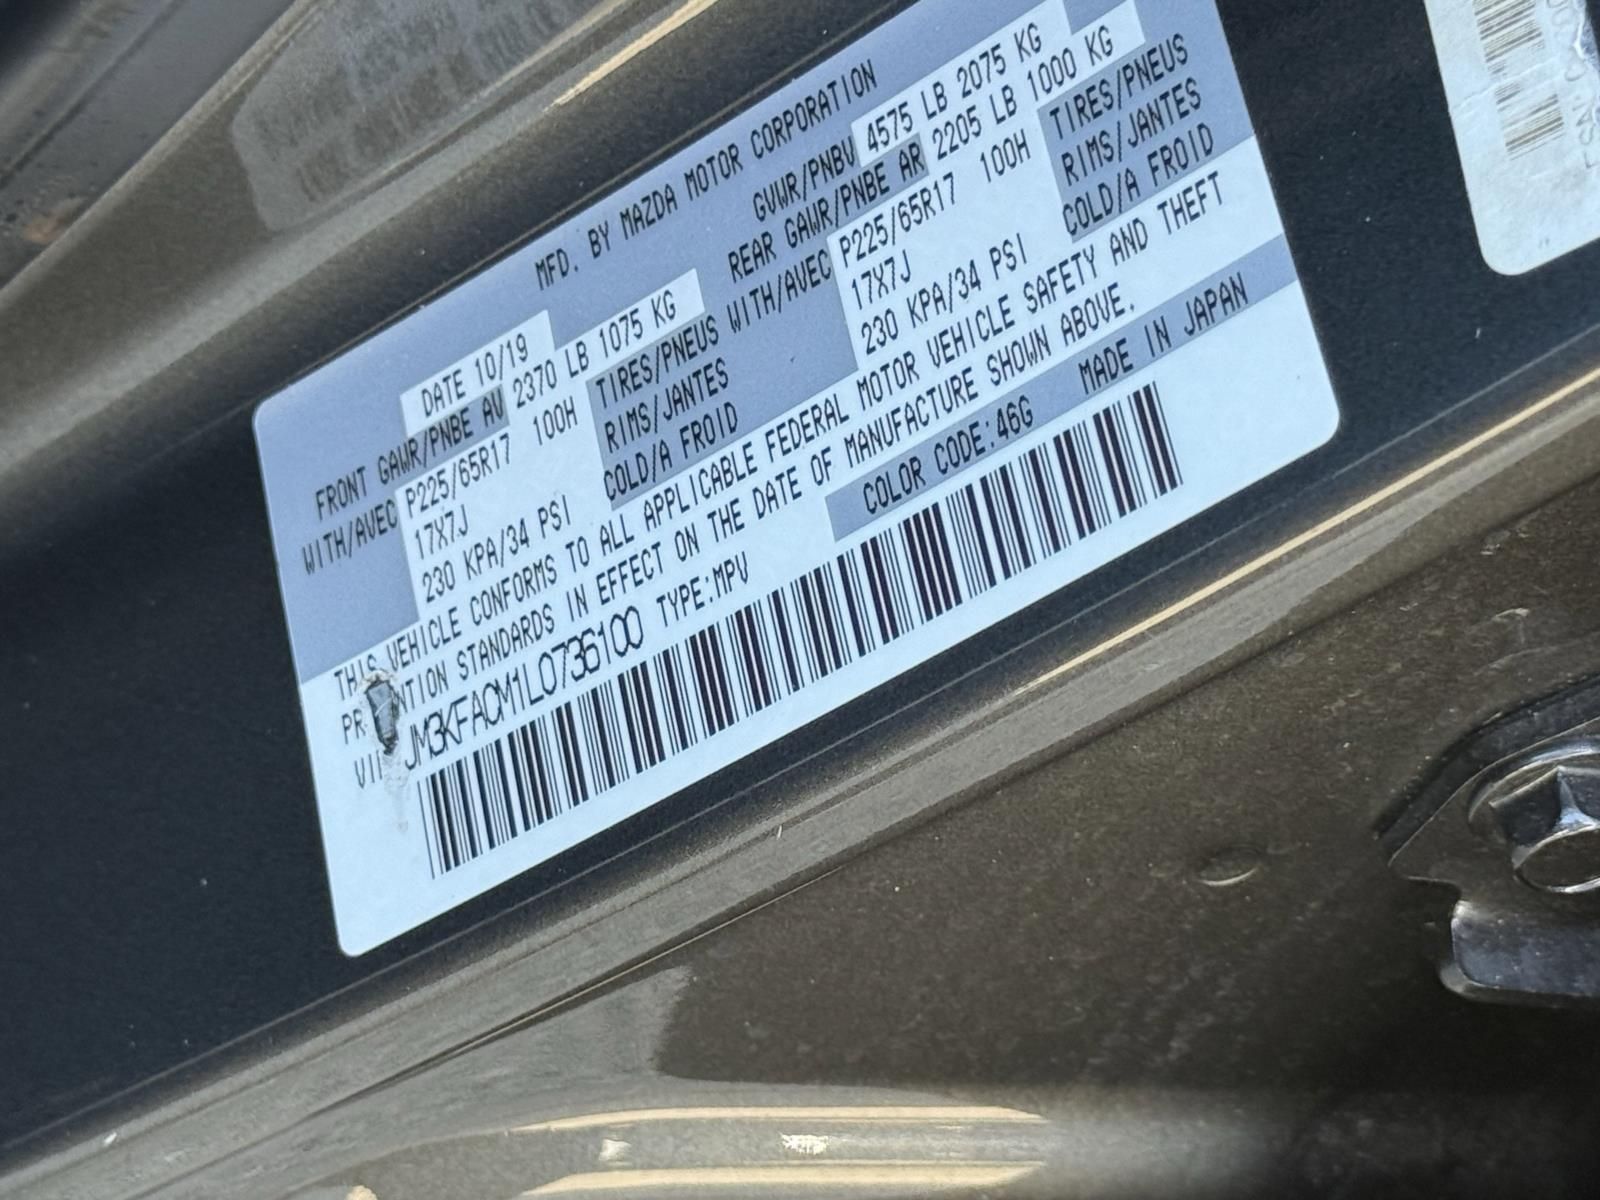 MFD. BY MAZDA MOTOR CORPORATION
DATE 10/19
GVWR/PNBV 4575 LB 2075 KG
FRONT GAWR/PNBE AV 2370 LB 1075 KG
REAR GAWR/PNBE AR 2205 LB 1000 KG
WITH/AVEC P225/65R17 100H TIRES/PNEUS
WITH/AVEC P225/65R17 100H TIRES/PNEUS
17X7J RIMS/JANTES
17X7J RIMS/JANTES
230 KPA/34 PSI COLD/A FROID
230 KPA/34 PSI COLD/A FROID
THIS VEHICLE CONFORMS TO ALL APPLICABLE FEDERAL MOTOR VEHICLE SAFETY AND THEFT
STANDARDS IN EFFECT ON THE DATE OF MANUFACTURE SHOWN ABOVE.
JM3KFACM1L0736100 TYPE:MPV COLOR CODE:46G MADE IN JAPAN